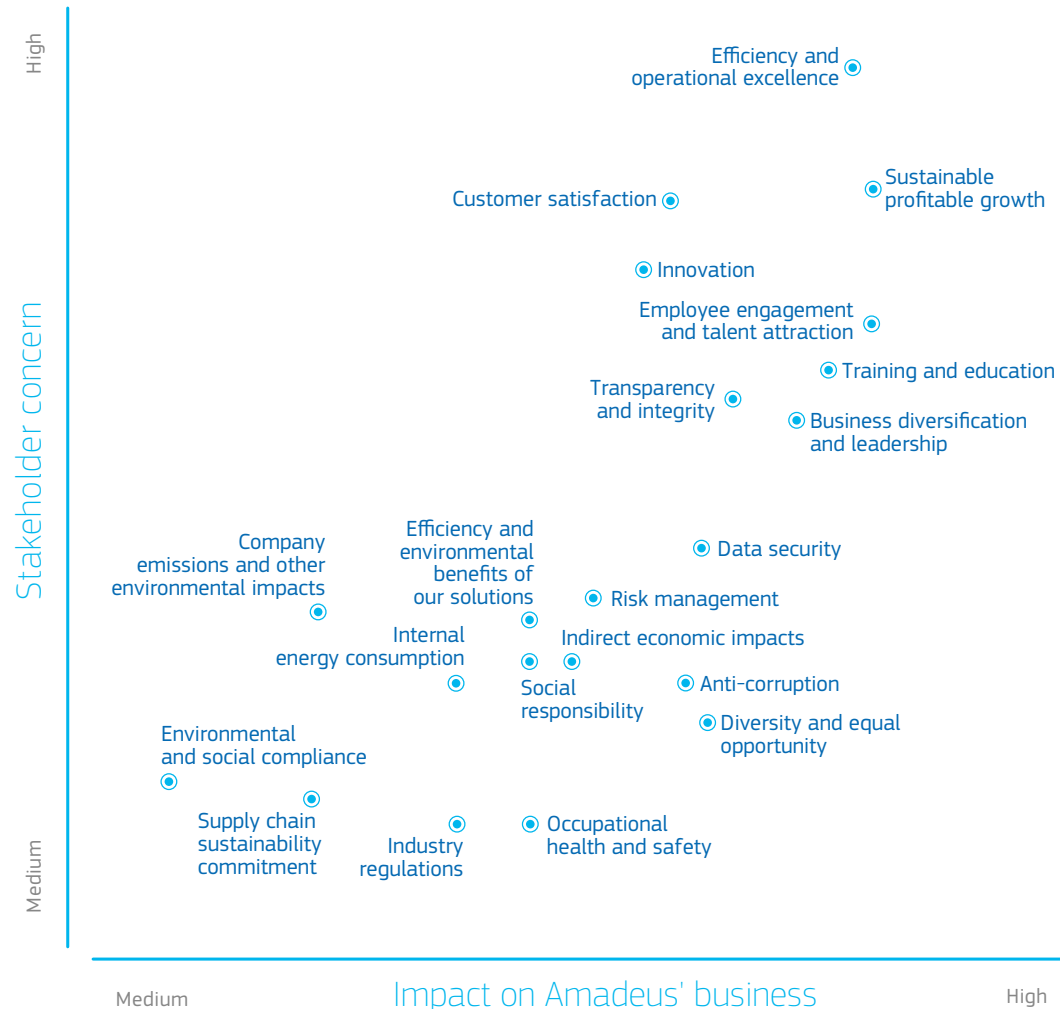 High
Efficiency and
operational excellence
Sustainable
profitable growth
Customer satisfaction
Innovation
Employee engagement
and talent attraction
Training and education
Transparency
and integrity
Business diversification
and leadership
Stakeholder concern
Efficiency and
environmental
benefits of
our solutions
Company
emissions and other
environmental impacts
Data security
Risk management
Internal
energy consumption
Indirect economic impacts
Social
responsibility
Anti-corruption
Diversity and equal
opportunity
Environmental
and social compliance
Supply chain
sustainability
commitment
Industry
regulations
Occupational
health and safety
Medium
Medium
Impact on Amadeus' business
High